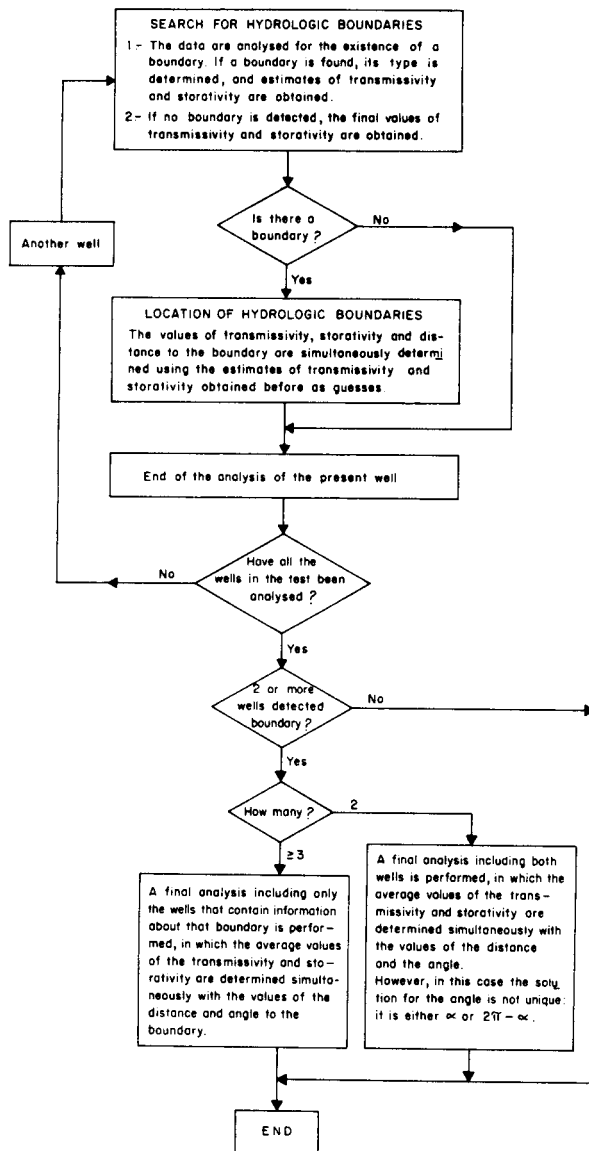 SEARCH FOR HYDROLOGIC BOUNDARIES
1.- The data are analysed for the existence of a
boundary. If a boundary is found, its type is
determined, and estimates of transmissivity
and storativity are obtained.
2.- If no boundary is detected, the final values of
transmissivity and storativity are obtained.
Is there a
boundary?
No
Another well
Yes
LOCATION OF HYDROLOGIC BOUNDARIES
The values of transmissivity, storativity and dis-
tance to the boundary are simultaneously determi
ned using the estimates of transmissivity and
storativity obtained before as guesses.
End of the analysis of the present well
Have all the
wells in the test been
analysed?
No
Yes
2 or more
wells detected
boundary?
No
Yes
How many?
2
≥3
A final analysis including only
the wells that contain information
about that boundary is perfor-
med, in which the average values
of the transmissivity and sto-
rativity are determined simulta-
neously with the values of the
distance and angle to the
boundary.
A final analysis including both
wells is performed, in which the
average values of the trans-
missivity and storativity are
determined simultaneously with
the values of the distance
and the angle.
However, in this case the solu
tion for the angle is not unique:
it is either ∝ or 2π - ∝.
END